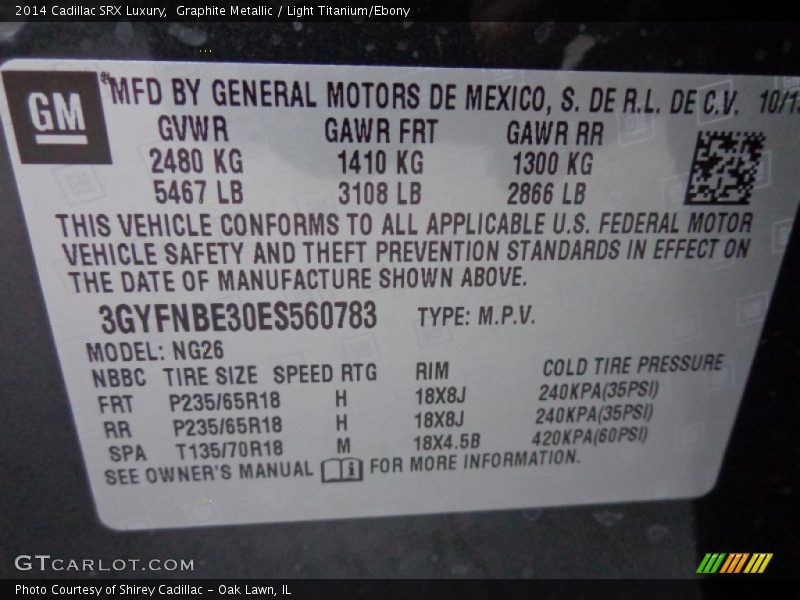 2014 Cadillac SRX Luxury,  Graphite Metallic / Light Titanium/Ebony
GM
® MFD BY GENERAL MOTORS DE MEXICO, S. DE R.L. DE C.V. 10/1
GVWR GAWR FRT GAWR RR
2480 KG 1410 KG 1300 KG
5467 LB 3108 LB 2866 LB
THIS VEHICLE CONFORMS TO ALL APPLICABLE U.S. FEDERAL MOTOR
VEHICLE SAFETY AND THEFT PREVENTION STANDARDS IN EFFECT ON
THE DATE OF MANUFACTURE SHOWN ABOVE.
3GYFNBE30ES560783 TYPE: M.P.V.
MODEL: NG26
NBBC TIRE SIZE SPEED RTG RIM COLD TIRE PRESSURE
FRT P235/65R18 H 18X8J 240KPA(35PSI)
RR P235/65R18 H 18X8J 240KPA(35PSI)
SPA T135/70R18 M 18X4.5B 420KPA(60PSI)
SEE OWNER'S MANUAL i FOR MORE INFORMATION.
GTCARLOT.COM
Photo Courtesy of Shirey Cadillac - Oak Lawn, IL